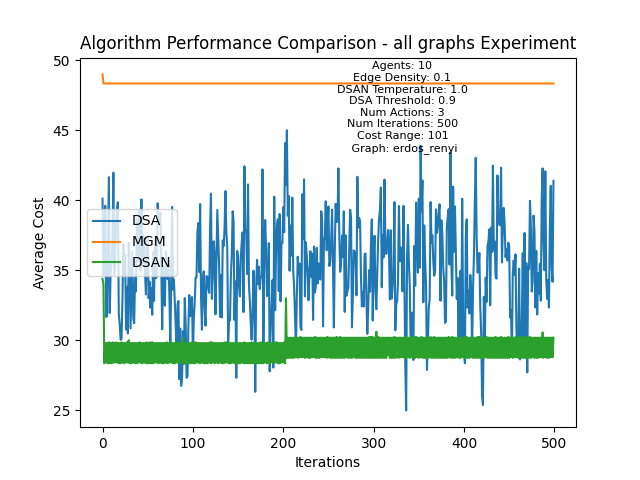 Algorithm Performance Comparison - all graphs Experiment
50
45
40
35
30
25
Average Cost
Agents: 10
Edge Density: 0.1
DSAN Temperature: 1.0
DSA Threshold: 0.9
Num Actions: 3
Num Iterations: 500
Cost Range: 101
Graph: erdos_renyi
DSA
MGM
DSAN
0
100
200
300
400
500
Iterations